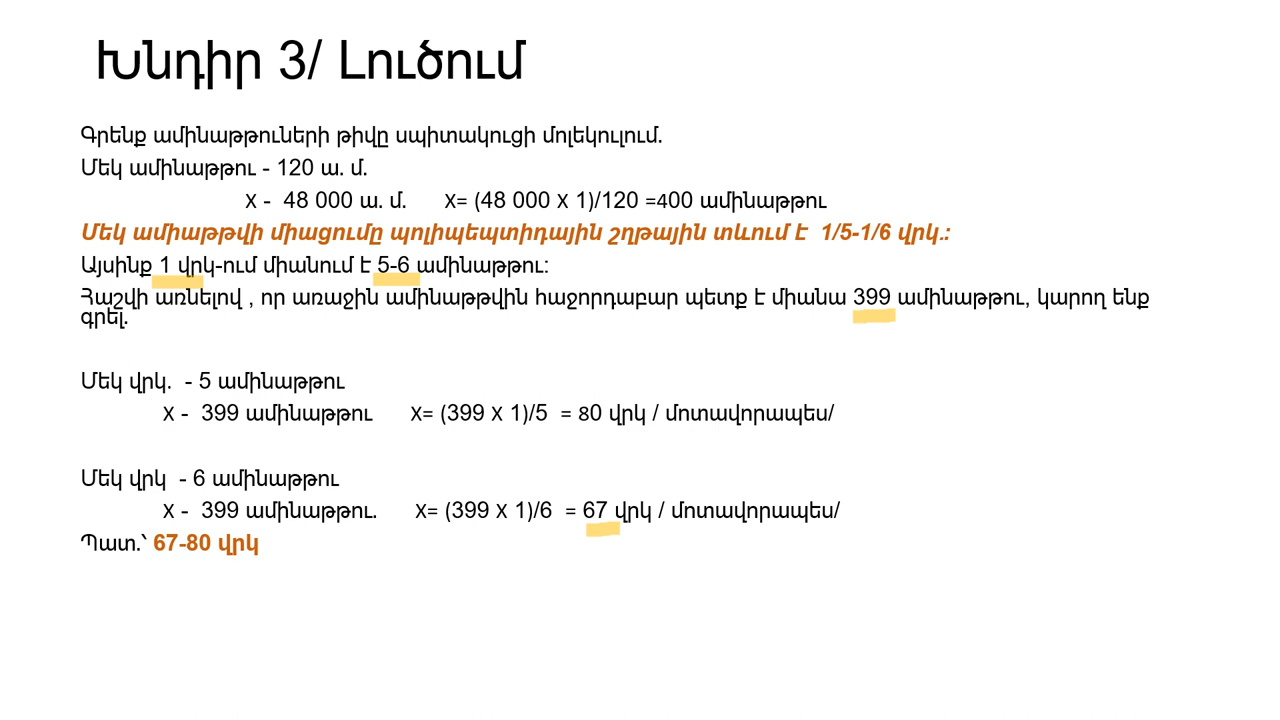 Խնդիր 3/ Լուծում
Գրենք ամինաթթուների թիվը սպիտակուցի մոլեկուլում.
Մեկ ամինաթթու - 120 ա. մ.
X - 48 000 ա. մ. X= (48 000 X 1)/120 =400 ամինաթթու
Մեկ ամիաթթվի միացումը պոլիպեպտիդային շղթային տևում է 1/5-1/6 վրկ.:
Այսինք 1 վրկ-ում միանում է 5-6 ամինաթթու:
Հաշվի առնելով , որ առաջին ամինաթթվին հաջորդաբար պետք է միանա 399 ամինաթթու, կարող ենք
գրել.
Մեկ վրկ. - 5 ամինաթթու
X - 399 ամինաթթու X= (399 X 1)/5 = 80 վրկ / մոտավորապես/
Մեկ վրկ - 6 ամինաթթու
X - 399 ամինաթթու. X= (399 X 1)/6 = 67 վրկ / մոտավորապես/
Պատ.՝ 67-80 վրկ